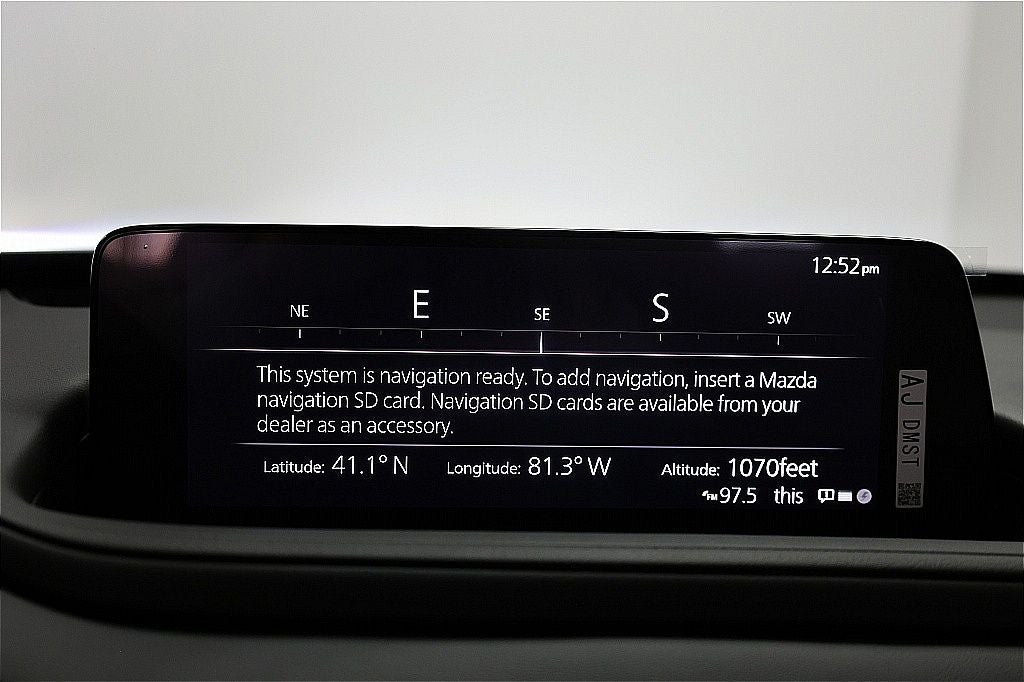 12:52pm
NE E SE S SW
This system is navigation ready. To add navigation, insert a Mazda
navigation SD card. Navigation SD cards are available from your
dealer as an accessory.
Latitude: 41.1° N Longitude: 81.3° W Altitude: 1070feet
FM 97.5 this
AJ DMST